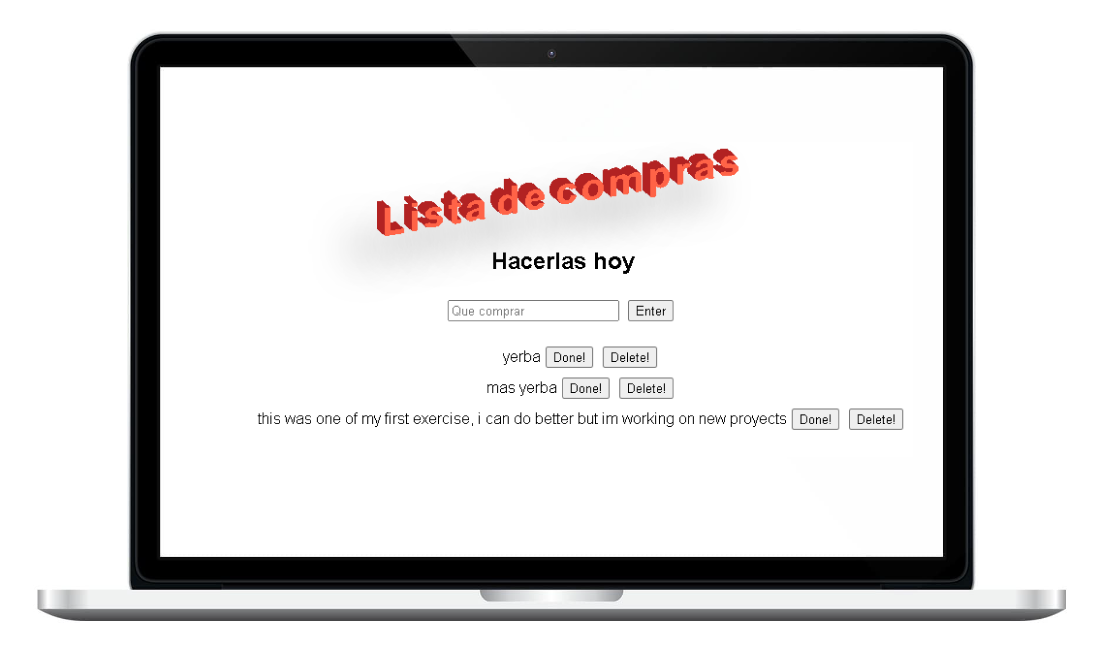 Lista de compras
Hacerlas hoy
Que comprar Enter
yerba Done! Delete!
mas yerba Done! Delete!
this was one of my first exercise, i can do better but im working on new proyects Done! Delete!